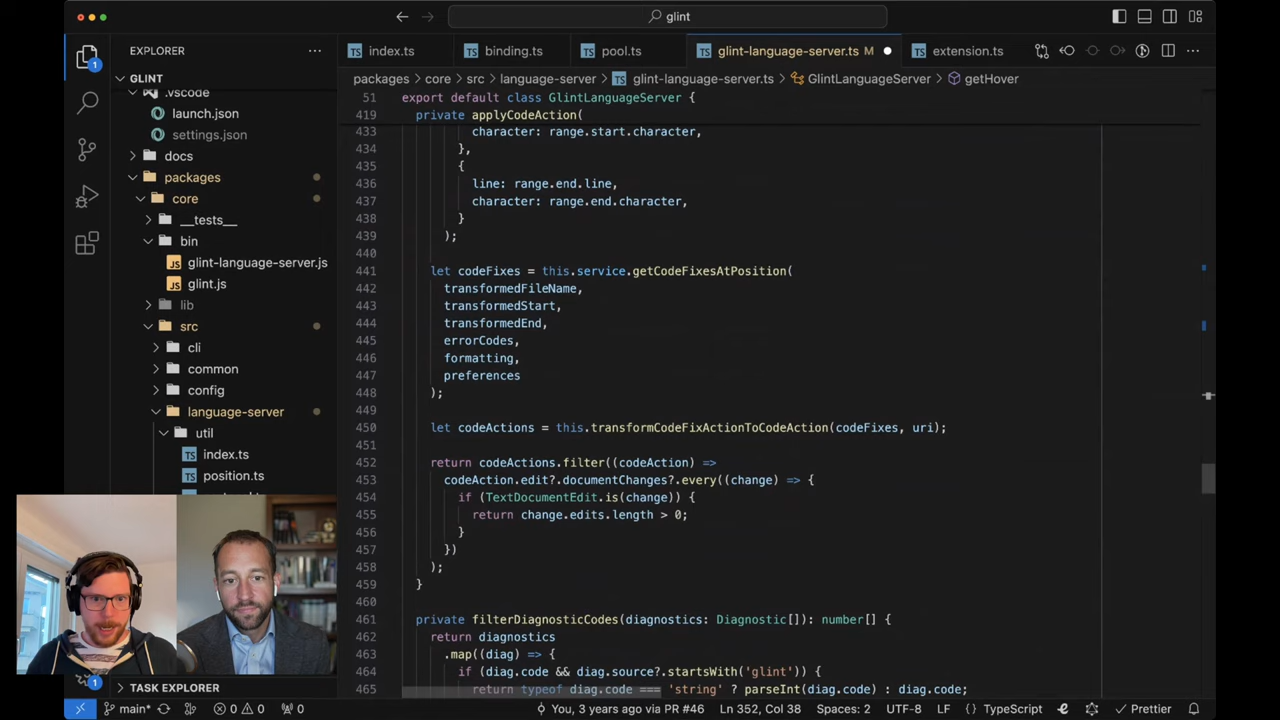 glint
EXPLORER
index.ts
binding.ts
pool.ts
glint-language-server.ts M
extension.ts
GLINT
packages
core
src
language-server
glint-language-server.ts
GlintLanguageServer
getHover
.vscode
launch.json
settings.json
docs
packages
core
__tests__
bin
glint-language-server.js
glint.js
lib
src
cli
common
config
language-server
util
index.ts
position.ts
1
51 export default class GlintLanguageServer {
419 private applyCodeAction(
433 character: range.start.character,
434 },
435 {
436 line: range.end.line,
437 character: range.end.character,
438 }
439 );
440
441 let codeFixes = this.service.getCodeFixesAtPosition(
442 transformedFileName,
443 transformedStart,
444 transformedEnd,
445 errorCodes,
446 formatting,
447 preferences
448 );
449
450 let codeActions = this.transformCodeFixActionToCodeAction(codeFixes, uri);
451
452 return codeActions.filter((codeAction) =>
453 codeAction.edit?.documentChanges?.every((change) => {
454 if (TextDocumentEdit.is(change)) {
455 return change.edits.length > 0;
456 }
457 })
458 );
459 }
460
461 private filterDiagnosticCodes(diagnostics: Diagnostic[]): number[] {
462 return diagnostics
463 .map((diag) => {
464 if (diag.code && diag.source?.startsWith('glint')) {
465 return typeof diag.code === 'string' ? parseInt(diag.code) : diag.code;
1
TASK EXPLORER
main* 0 0 0 You, 3 years ago via PR #46 Ln 352, Col 38 Spaces: 2 UTF-8 LF {} TypeScript Prettier